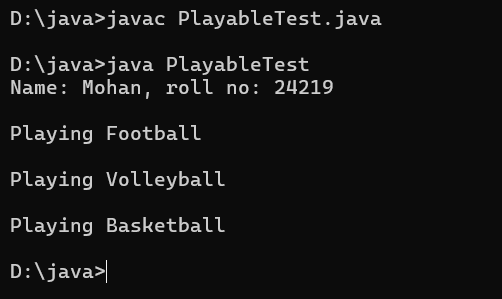 D:\java>javac PlayableTest.java
D:\java>java PlayableTest
Name: Mohan, roll no: 24219
Playing Football
Playing Volleyball
Playing Basketball
D:\java>